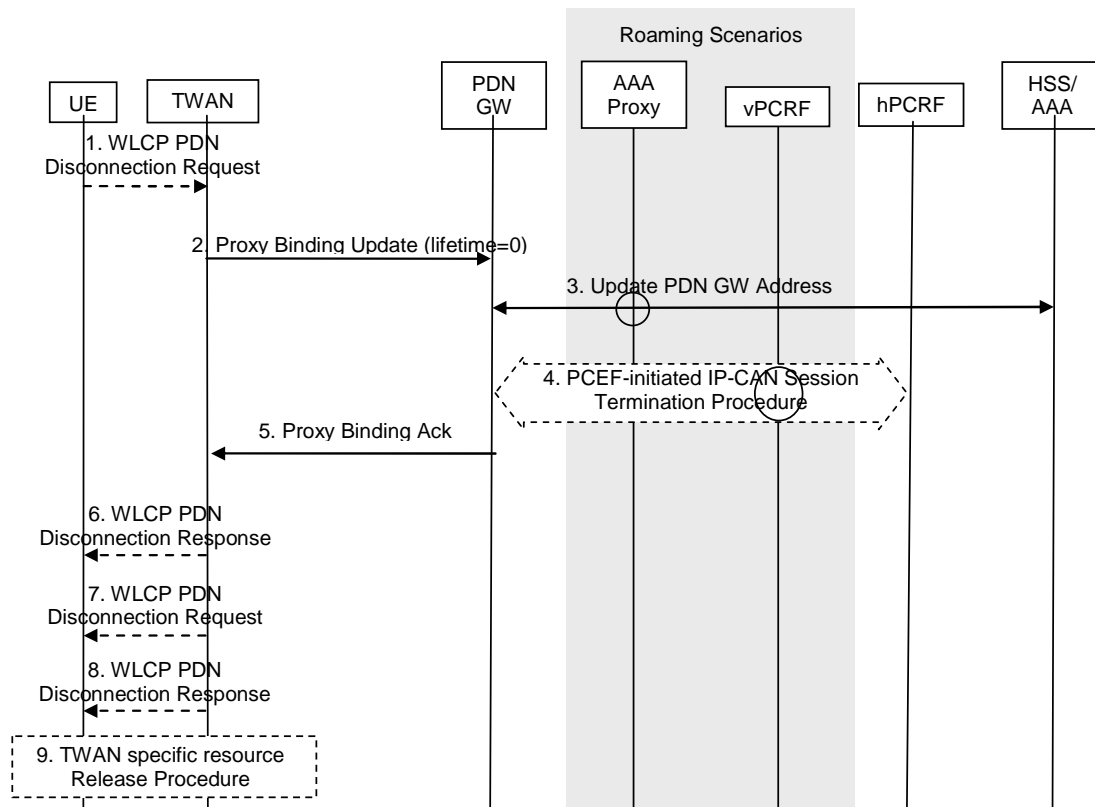 Roaming Scenarios
UE
TWAN
PDN
GW
AAA
Proxy
vPCRF
hPCRF
HSS/
AAA
1. WLCP PDN
Disconnection Request
2. Proxy Binding Update (lifetime=0)
3. Update PDN GW Address
4. PCEF-initiated IP-CAN Session
Termination Procedure
5. Proxy Binding Ack
6. WLCP PDN
Disconnection Response
7. WLCP PDN
Disconnection Request
8. WLCP PDN
Disconnection Response
9. TWAN specific resource
Release Procedure